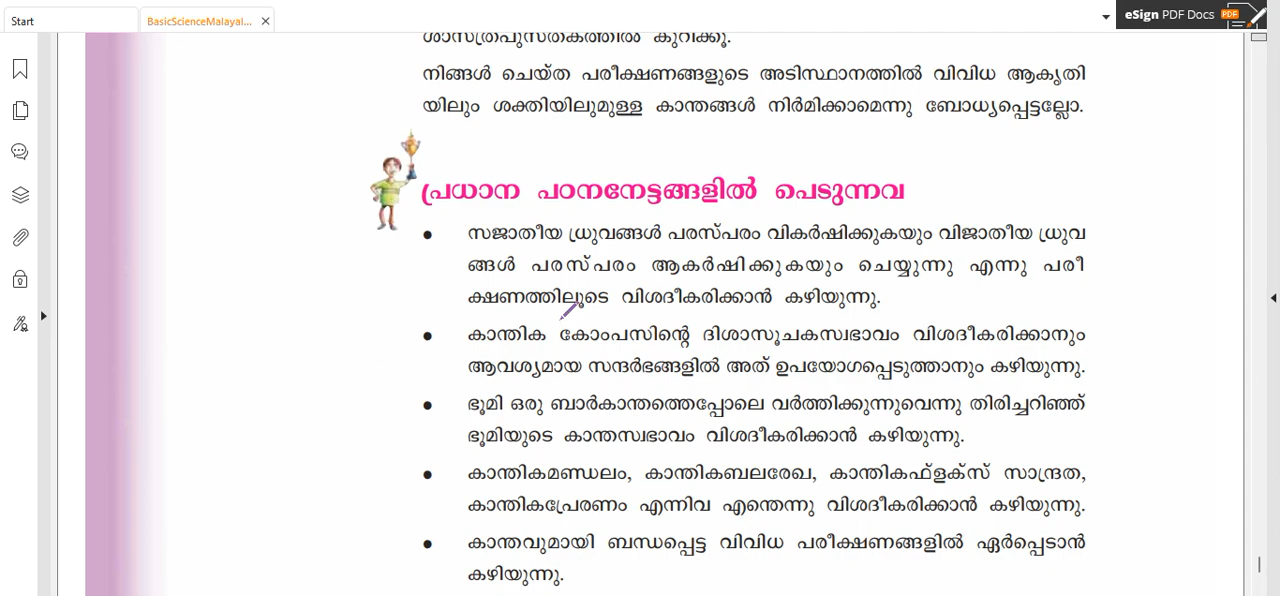 Start
BasicScienceMalayal...
eSign PDF Docs
PDF
ശാസ്ത്രപുസ്തകത്തിൽ കുറിക്കൂ.
നിങ്ങൾ ചെയ്ത പരീക്ഷണങ്ങളുടെ അടിസ്ഥാനത്തിൽ വിവിധ ആകൃതി
യിലും ശക്തിയിലുമുള്ള കാന്തങ്ങൾ നിർമിക്കാമെന്നു ബോധ്യപ്പെട്ടല്ലോ.
പ്രധാന പഠനനേട്ടങ്ങളിൽ പെടുന്നവ
● സജാതീയ ധ്രുവങ്ങൾ പരസ്പരം വികർഷിക്കുകയും വിജാതീയ ധ്രുവ
ങ്ങൾ പരസ്പരം ആകർഷിക്കുകയും ചെയ്യുന്നു എന്നു പരീ
ക്ഷണത്തിലൂടെ വിശദീകരിക്കാൻ കഴിയുന്നു.
● കാന്തിക കോംപസിന്റെ ദിശാസൂചകസ്വഭാവം വിശദീകരിക്കാനും
ആവശ്യമായ സന്ദർഭങ്ങളിൽ അത് ഉപയോഗപ്പെടുത്താനും കഴിയുന്നു.
● ഭൂമി ഒരു ബാർകാന്തത്തെപ്പോലെ വർത്തിക്കുന്നുവെന്നു തിരിച്ചറിഞ്ഞ്
ഭൂമിയുടെ കാന്തസ്വഭാവം വിശദീകരിക്കാൻ കഴിയുന്നു.
● കാന്തികമണ്ഡലം, കാന്തികബലരേഖ, കാന്തികഫ്ളക്സ് സാന്ദ്രത,
കാന്തികപ്രേരണം എന്നിവ എന്തെന്നു വിശദീകരിക്കാൻ കഴിയുന്നു.
● കാന്തവുമായി ബന്ധപ്പെട്ട വിവിധ പരീക്ഷണങ്ങളിൽ ഏർപ്പെടാൻ
കഴിയുന്നു.